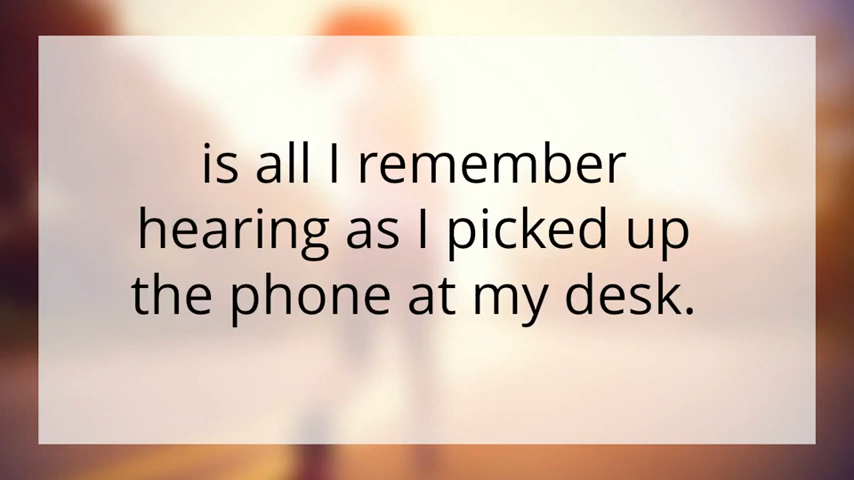 is all I remember
hearing as I picked up
the phone at my desk.